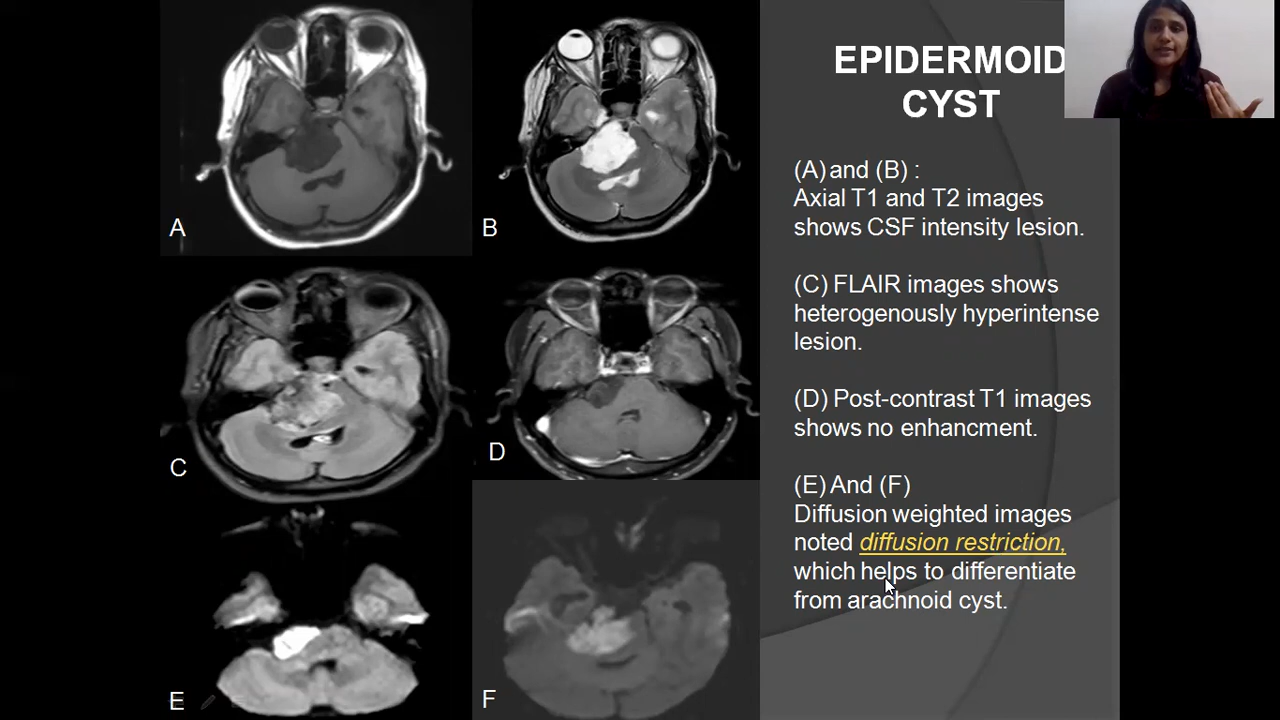 EPIDERMOID
CYST
(A) and (B) :
Axial T1 and T2 images
shows CSF intensity lesion.
(C) FLAIR images shows
heterogenously hyperintense
lesion.
(D) Post-contrast T1 images
shows no enhancment.
(E) And (F)
Diffusion weighted images
noted diffusion restriction,
which helps to differentiate
from arachnoid cyst.
A
B
C
D
E
F